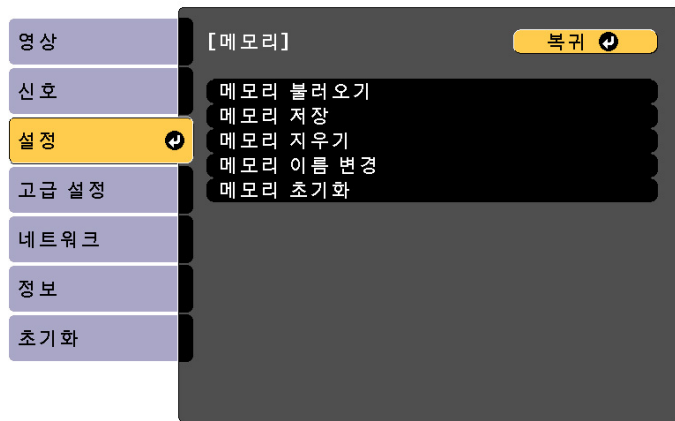 영상
신호
설정
고급 설정
네트워크
정보
초기화
[메모리]
복귀
메모리 불러오기
메모리 저장
메모리 지우기
메모리 이름 변경
메모리 초기화